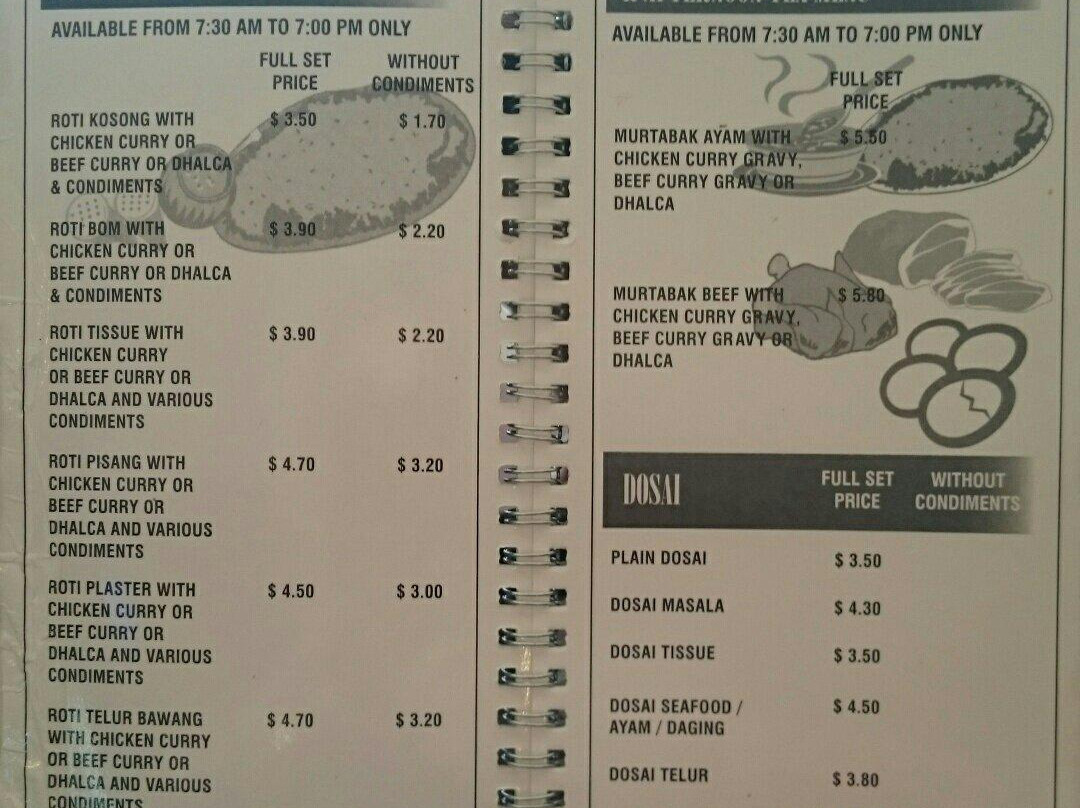 AVAILABLE FROM 7:30 AM TO 7:00 PM ONLY
FULL SET PRICE WITHOUT CONDIMENTS
ROTI KOSONG WITH $ 3.50 $ 1.70
CHICKEN CURRY OR
BEEF CURRY OR DHALCA
& CONDIMENTS
ROTI BOM WITH $ 3.90 $ 2.20
CHICKEN CURRY OR
BEEF CURRY OR DHALCA
& CONDIMENTS
ROTI TISSUE WITH $ 3.90 $ 2.20
CHICKEN CURRY
OR BEEF CURRY OR
DHALCA AND VARIOUS
CONDIMENTS
ROTI PISANG WITH $ 4.70 $ 3.20
CHICKEN CURRY OR
BEEF CURRY OR
DHALCA AND VARIOUS
CONDIMENTS
ROTI PLASTER WITH $ 4.50 $ 3.00
CHICKEN CURRY OR
BEEF CURRY OR
DHALCA AND VARIOUS
CONDIMENTS
ROTI TELUR BAWANG $ 4.70 $ 3.20
WITH CHICKEN CURRY
OR BEEF CURRY OR
DHALCA AND VARIOUS
CONDIMENTS
AVAILABLE FROM 7:30 AM TO 7:00 PM ONLY
FULL SET
PRICE
MURTABAK AYAM WITH $ 5.50
CHICKEN CURRY GRAVY,
BEEF CURRY GRAVY OR
DHALCA
MURTABAK BEEF WITH $ 5.80
CHICKEN CURRY GRAVY,
BEEF CURRY GRAVY OR
DHALCA
DOSAI FULL SET PRICE WITHOUT CONDIMENTS
PLAIN DOSAI $ 3.50
DOSAI MASALA $ 4.30
DOSAI TISSUE $ 3.50
DOSAI SEAFOOD / $ 4.50
AYAM / DAGING
DOSAI TELUR $ 3.80